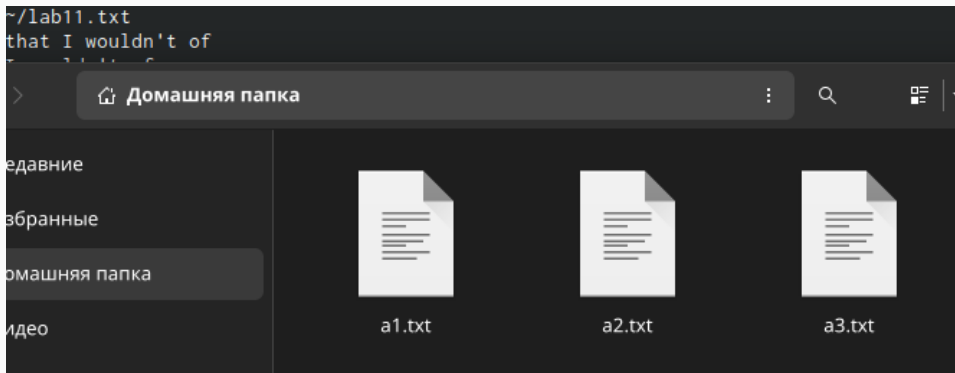 ~/lab11.txt
that I wouldn't of
Домашняя папка
едавние
збранные
омашняя папка
идео
a1.txt
a2.txt
a3.txt